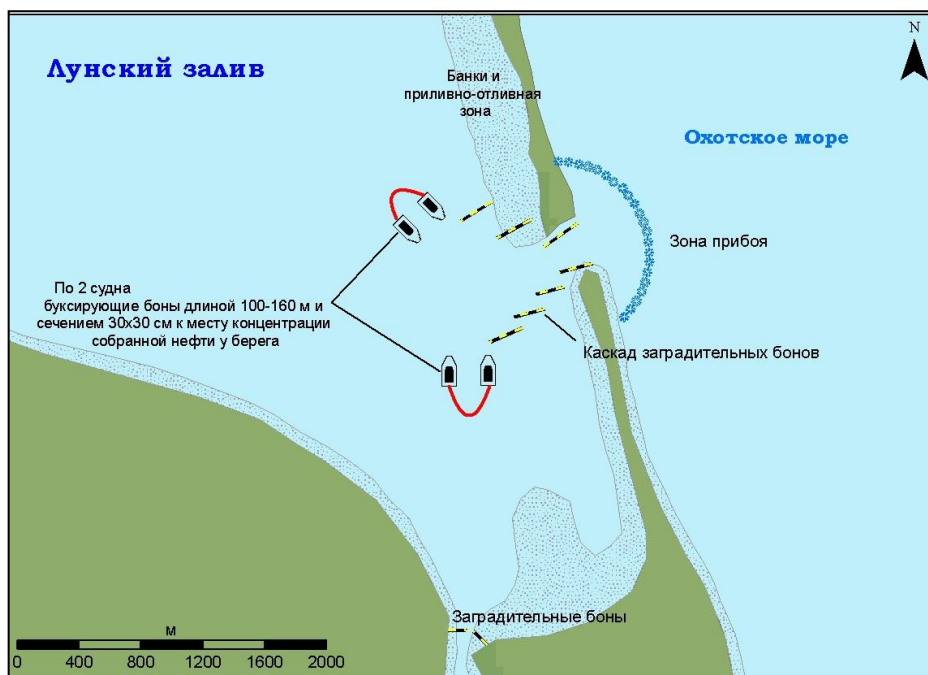 Лунский залив
N
Банки и
приливно-отливная
зона
Охотское море
Зона прибоя
По 2 судна
буксирующие боны длиной 100-160 м и
сечением 30x30 см к месту концентрации
собранной нефти у берега
Каскад заградительных бонов
Заградительные боны
м
0 400 800 1200 1600 2000